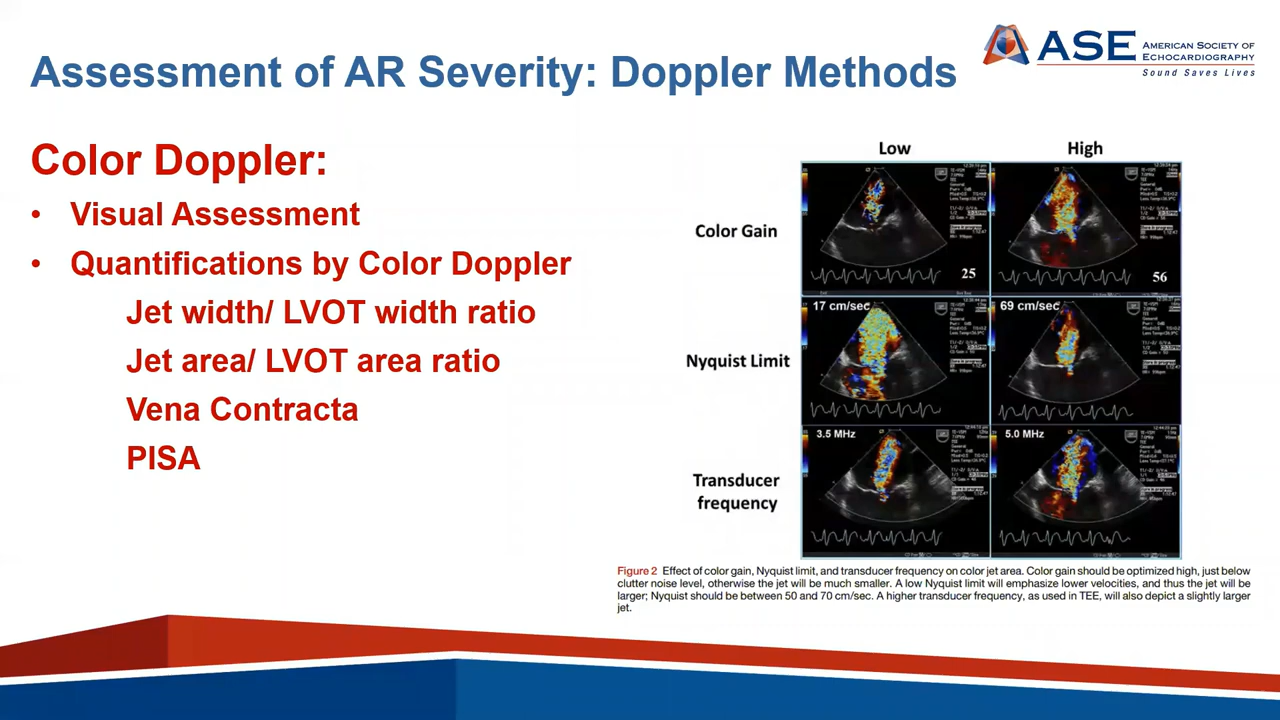 Assessment of AR Severity: Doppler Methods
ASE
AMERICAN SOCIETY OF
ECHOCARDIOGRAPHY
Sound Saves Lives
Color Doppler:
• Visual Assessment
• Quantifications by Color Doppler
Jet width/ LVOT width ratio
Jet area/ LVOT area ratio
Vena Contracta
PISA
Low
High
Color Gain
25
56
Nyquist Limit
17 cm/sec
69 cm/sec
Transducer
frequency
3.5 MHz
5.0 MHz
Figure 2 Effect of color gain, Nyquist limit, and transducer frequency on color jet area. Color gain should be optimized high, just below
clutter noise level, otherwise the jet will be much smaller. A low Nyquist limit will emphasize lower velocities, and thus the jet will be
larger; Nyquist should be between 50 and 70 cm/sec. A higher transducer frequency, as used in TEE, will also depict a slightly larger
jet.